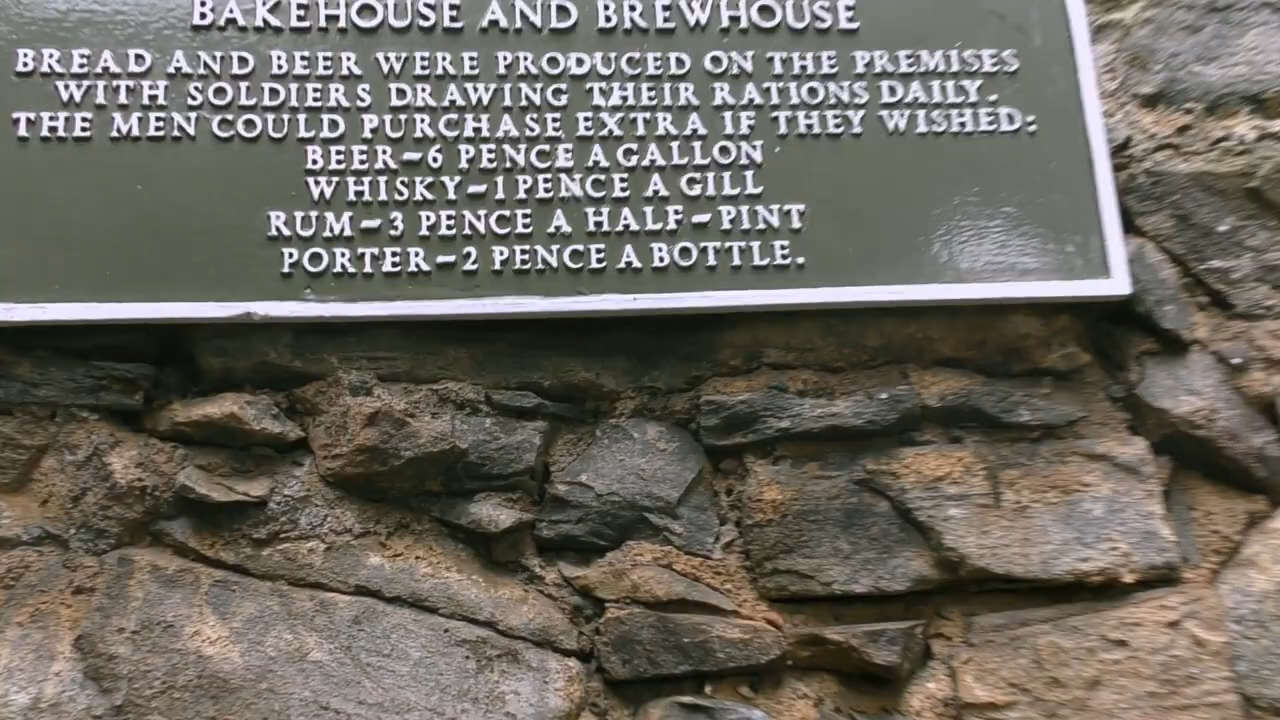 BAKEHOUSE AND BREWHOUSE
BREAD AND BEER WERE PRODUCED ON THE PREMISES
WITH SOLDIERS DRAWING THEIR RATIONS DAILY.
THE MEN COULD PURCHASE EXTRA IF THEY WISHED:
BEER-6 PENCE A GALLON
WHISKY-1 PENCE A GILL
RUM-3 PENCE A HALF-PINT
PORTER-2 PENCE A BOTTLE.